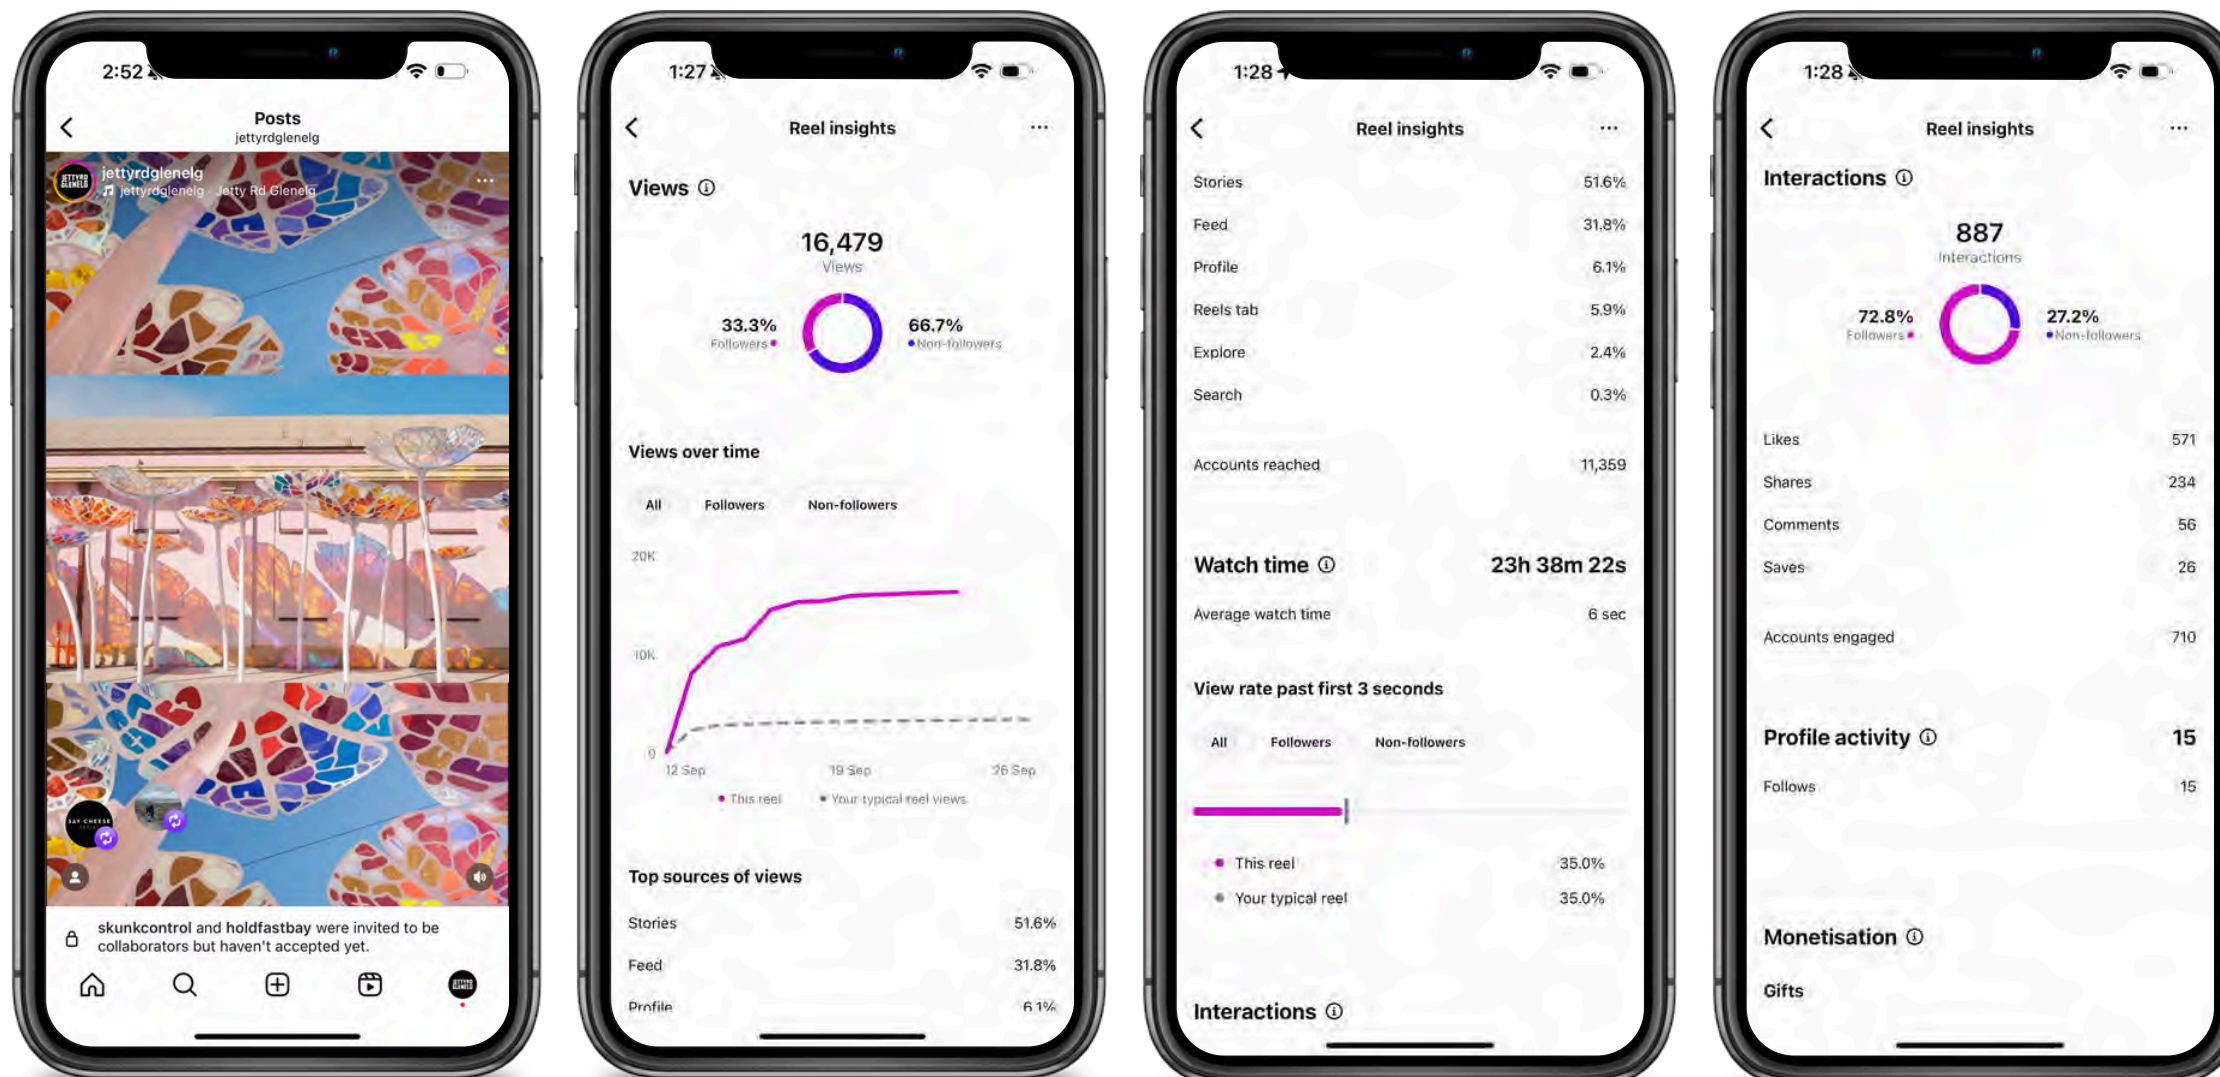 2:52
Posts
jettyrdglenelg
JETTYRD
GLENELG
jettyrdglenelg
jettyrdglenelg · Jetty Rd Glenelg
SAY CHEESE
skunkcontrol and holdfastbay were invited to be
collaborators but haven't accepted yet.
JETTYRD
GLENELG
1:27
Reel insights
Views
16,479
Views
33.3%
Followers
66.7%
Non-followers
Views over time
All Followers Non-followers
20K
10K
0
12 Sep 19 Sep 26 Sep
This reel Your typical reel views
Top sources of views
Stories 51.6%
Feed 31.8%
Profile 6.1%
1:28
Reel insights
Stories 51.6%
Feed 31.8%
Profile 6.1%
Reels tab 5.9%
Explore 2.4%
Search 0.3%
Accounts reached 11,359
Watch time 23h 38m 22s
Average watch time 6 sec
View rate past first 3 seconds
All Followers Non-followers
This reel 35.0%
Your typical reel 35.0%
Interactions
1:28
Reel insights
Interactions
887
Interactions
72.8%
Followers
27.2%
Non-followers
Likes 571
Shares 234
Comments 56
Saves 26
Accounts engaged 710
Profile activity 15
Follows 15
Monetisation
Gifts